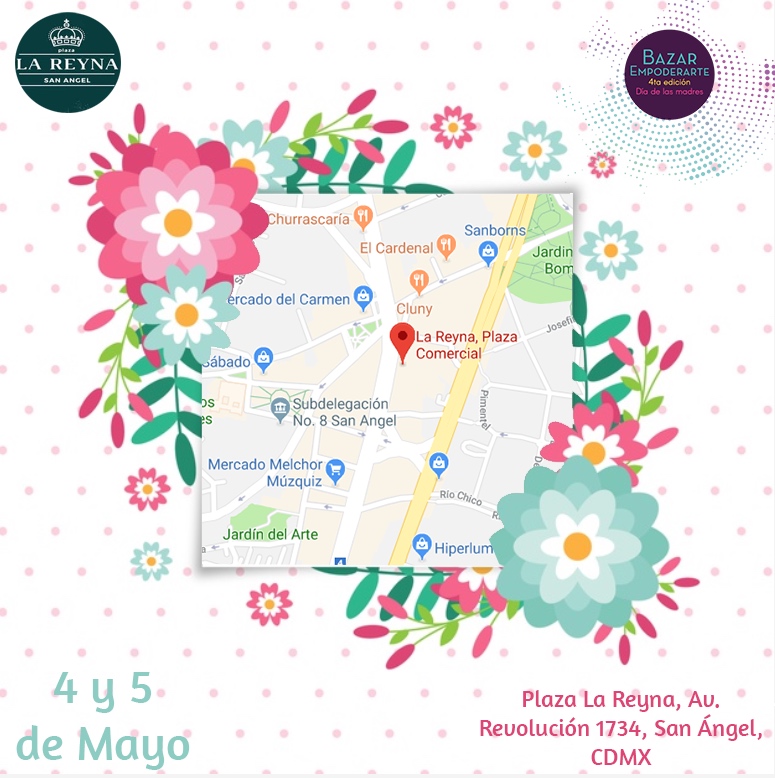 plaza
LA REYNA
SAN ANGEL
BAZAR
EMPODERARTE
4ta edición
Día de las madres
Churrascaría
El Cardenal
Sanborns
Jardin
Bom
Cluny
ercado del Carmen
La Reyna, Plaza
Comercial
Josefi
Sábado
Subdelegación
No. 8 San Angel
Pimentel
os
es
Mercado Melchor
Múzquiz
Río Chico
Jardín del Arte
Hiperlum
4 y 5
de Mayo
Plaza La Reyna, Av.
Revolución 1734, San Ángel,
CDMX